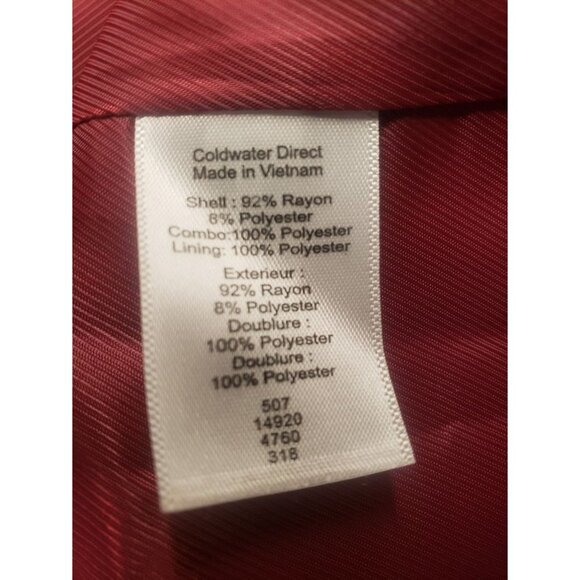 Coldwater Direct
Made in Vietnam
Shell : 92% Rayon
8% Polyester
Combo:100% Polyester
Lining: 100% Polyester
Exterieur :
92% Rayon
8% Polyester
Doublure :
100% Polyester
Doublure :
100% Polyester
507
14920
4760
318